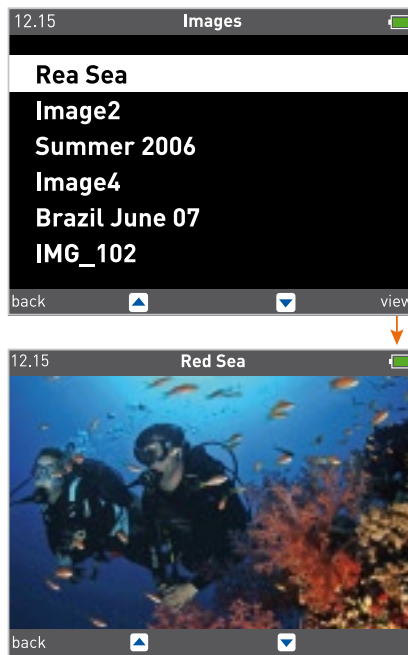 12.15 Images
Rea Sea
Image2
Summer 2006
Image4
Brazil June 07
IMG_102
back view
12.15 Red Sea
back